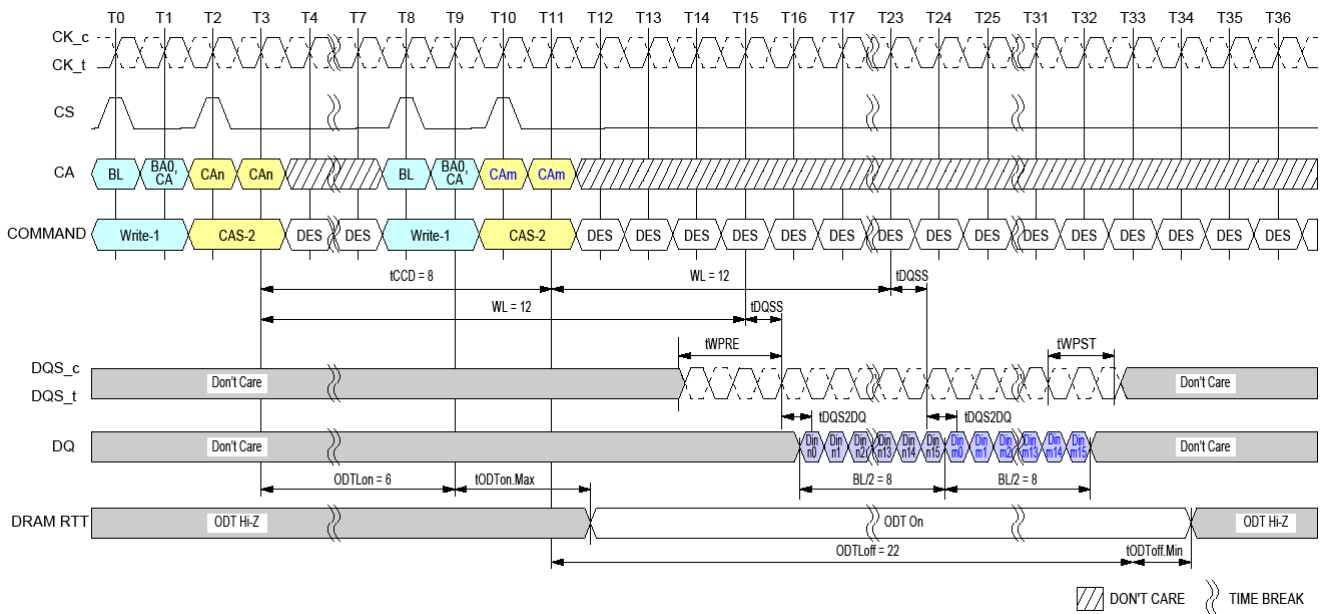 T0 T1 T2 T3 T4 T7 T8 T9 T10 T11 T12 T13 T14 T15 T16 T17 T23 T24 T25 T31 T32 T33 T34 T35 T36
CK_c
CK_t
CS
CA BL BA0, CA CAn CAn BL BA0, CA CAm CAm
COMMAND Write-1 CAS-2 DES DES Write-1 CAS-2 DES DES DES DES DES DES DES DES DES DES DES DES DES DES DES
tCCD = 8 WL = 12 tDQSS
WL = 12 tDQSS
tWPRE tWPST
DQS_c
DQS_t Don't Care Don't Care
tDQS2DQ tDQS2DQ
DQ Don't Care Din n0 Din n1 Din n2 Din n13 Din n14 Din n15 Din m0 Din m1 Din m2 Din m13 Din m14 Din m15 Don't Care
ODTLon = 6 tODTon.Max BL/2 = 8 BL/2 = 8
DRAM RTT ODT Hi-Z ODT On ODT Hi-Z
ODTLoff = 22 tODToff.Min
DON'T CARE TIME BREAK